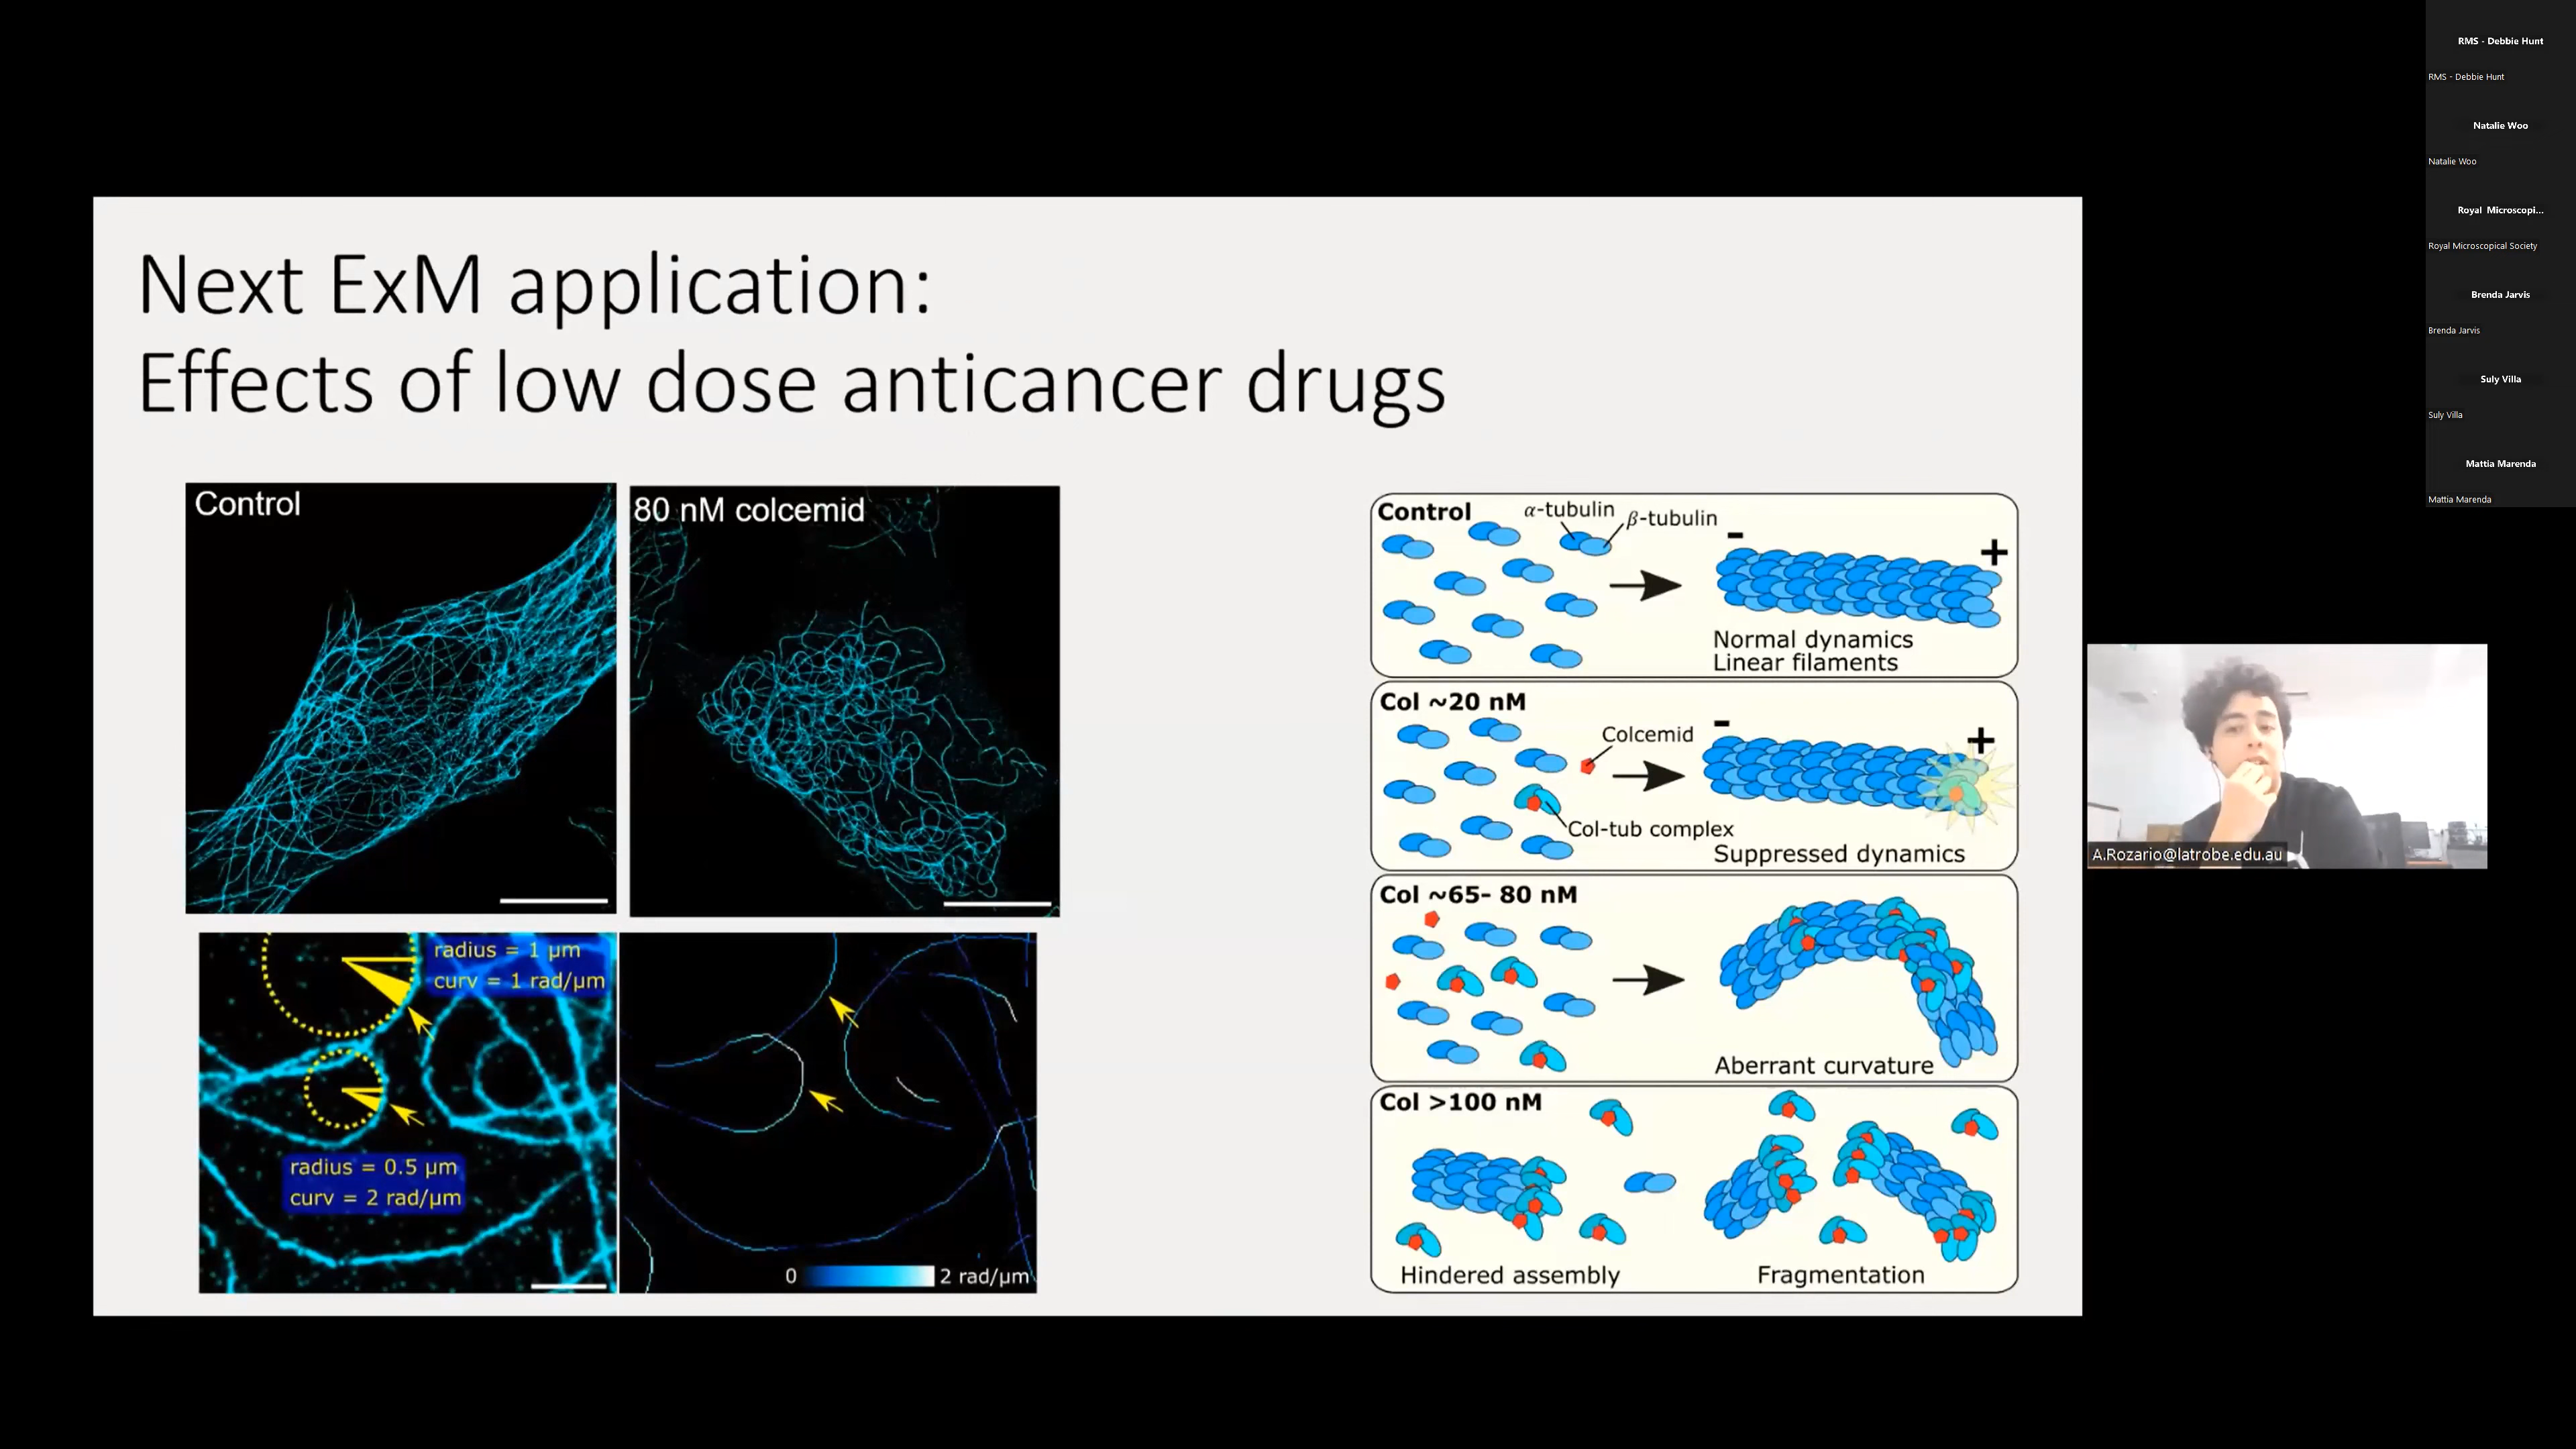 Next ExM application:
Effects of low dose anticancer drugs
Control
80 nM colcemid
radius = 1 µm
curv = 1 rad/µm
radius = 0.5 µm
curv = 2 rad/µm
0
2 rad/µm
Control
α-tubulin
β-tubulin
-
+
Normal dynamics
Linear filaments
Col ~20 nM
Colcemid
-
+
Col-tub complex
Suppressed dynamics
Col ~65- 80 nM
Aberrant curvature
Col >100 nM
Hindered assembly
Fragmentation
A.Rozario@latrobe.edu.au
RMS - Debbie Hunt
RMS - Debbie Hunt
Natalie Woo
Natalie Woo
Royal Microscopi...
Royal Microscopical Society
Brenda Jarvis
Brenda Jarvis
Suly Villa
Suly Villa
Mattia Marenda
Mattia Marenda